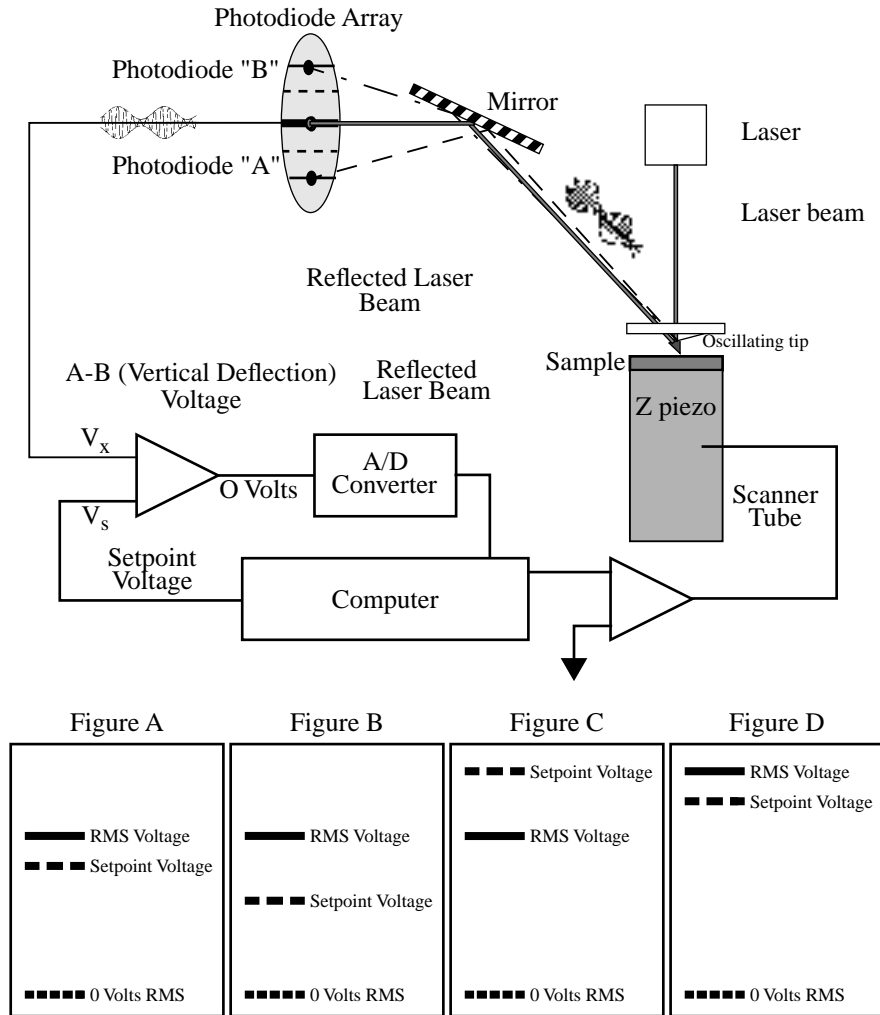 Photodiode Array
Photodiode "B"
Mirror
Laser
Photodiode "A"
Laser beam
Reflected Laser
Beam
Oscillating tip
Sample
A-B (Vertical Deflection)
Voltage
Reflected
Laser Beam
Z piezo
Vx
A/D
Converter
O Volts
Scanner
Tube
Vs
Setpoint
Voltage
Computer
Figure A
Figure B
Figure C
Figure D
RMS Voltage
Setpoint Voltage
0 Volts RMS
RMS Voltage
Setpoint Voltage
0 Volts RMS
Setpoint Voltage
RMS Voltage
0 Volts RMS
RMS Voltage
Setpoint Voltage
0 Volts RMS